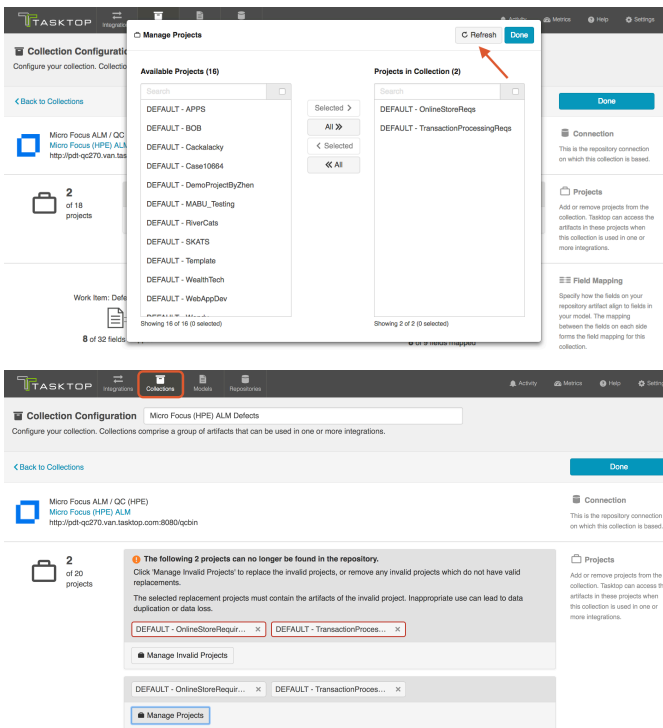 TASKTOP
Integration
Activity
Metrics
Help
Settings
Manage Projects
Refresh
Done
Collection Configuratio
Configure your collection. Collectio
Available Projects (16)
Projects in Collection (2)
Search
Search
Back to Collections
Done
DEFAULT - APPS
DEFAULT - BOB
DEFAULT - Cackalacky
DEFAULT - Case10664
DEFAULT - DemoProjectByZhen
DEFAULT - MABU_Testing
DEFAULT - RiverCats
DEFAULT - SKATS
DEFAULT - Template
DEFAULT - WealthTech
DEFAULT - WebAppDev
Showing 16 of 16 (0 selected)
Selected >
All »
< Selected
« All
DEFAULT - OnlineStoreReqs
DEFAULT - TransactionProcessingReqs
Showing 2 of 2 (0 selected)
Micro Focus ALM / QC
Micro Focus (HPE) ALM
http://pdt-qc270.van.tas
2
of 18
projects
Work Item: Defe
8 of 32 fields
8 of 9 fields mapped
Connection
This is the repository connection
on which this collection is based.
Projects
Add or remove projects from the
collection. Tasktop can access the
artifacts in these projects when
this collection is used in one or
more integrations.
Field Mapping
Specify how the fields on your
repository artifact align to fields in
your model. The mapping
between the fields on each side
forms the field mapping for this
collection.
TASKTOP
Integrations
Collections
Models
Repositories
Activity
Metrics
Help
Setting
Collection Configuration
Micro Focus (HPE) ALM Defects
Configure your collection. Collections comprise a group of artifacts that can be used in one or more integrations.
Back to Collections
Done
Micro Focus ALM / QC (HPE)
Micro Focus (HPE) ALM
http://pdt-qc270.van.tasktop.com:8080/qcbin
Connection
This is the repository connection
on which this collection is based.
2
of 20
projects
The following 2 projects can no longer be found in the repository.
Click 'Manage Invalid Projects' to replace the invalid projects, or remove any invalid projects which do not have valid
replacements.
The selected replacement projects must contain the artifacts of the invalid project. Inappropriate use can lead to data
duplication or data loss.
DEFAULT - OnlineStoreRequir... ×
DEFAULT - TransactionProces... ×
Manage Invalid Projects
DEFAULT - OnlineStoreRequir... ×
DEFAULT - TransactionProces... ×
Manage Projects
Projects
Add or remove projects from the
collection. Tasktop can access th
artifacts in these projects when
this collection is used in one or
more integrations.